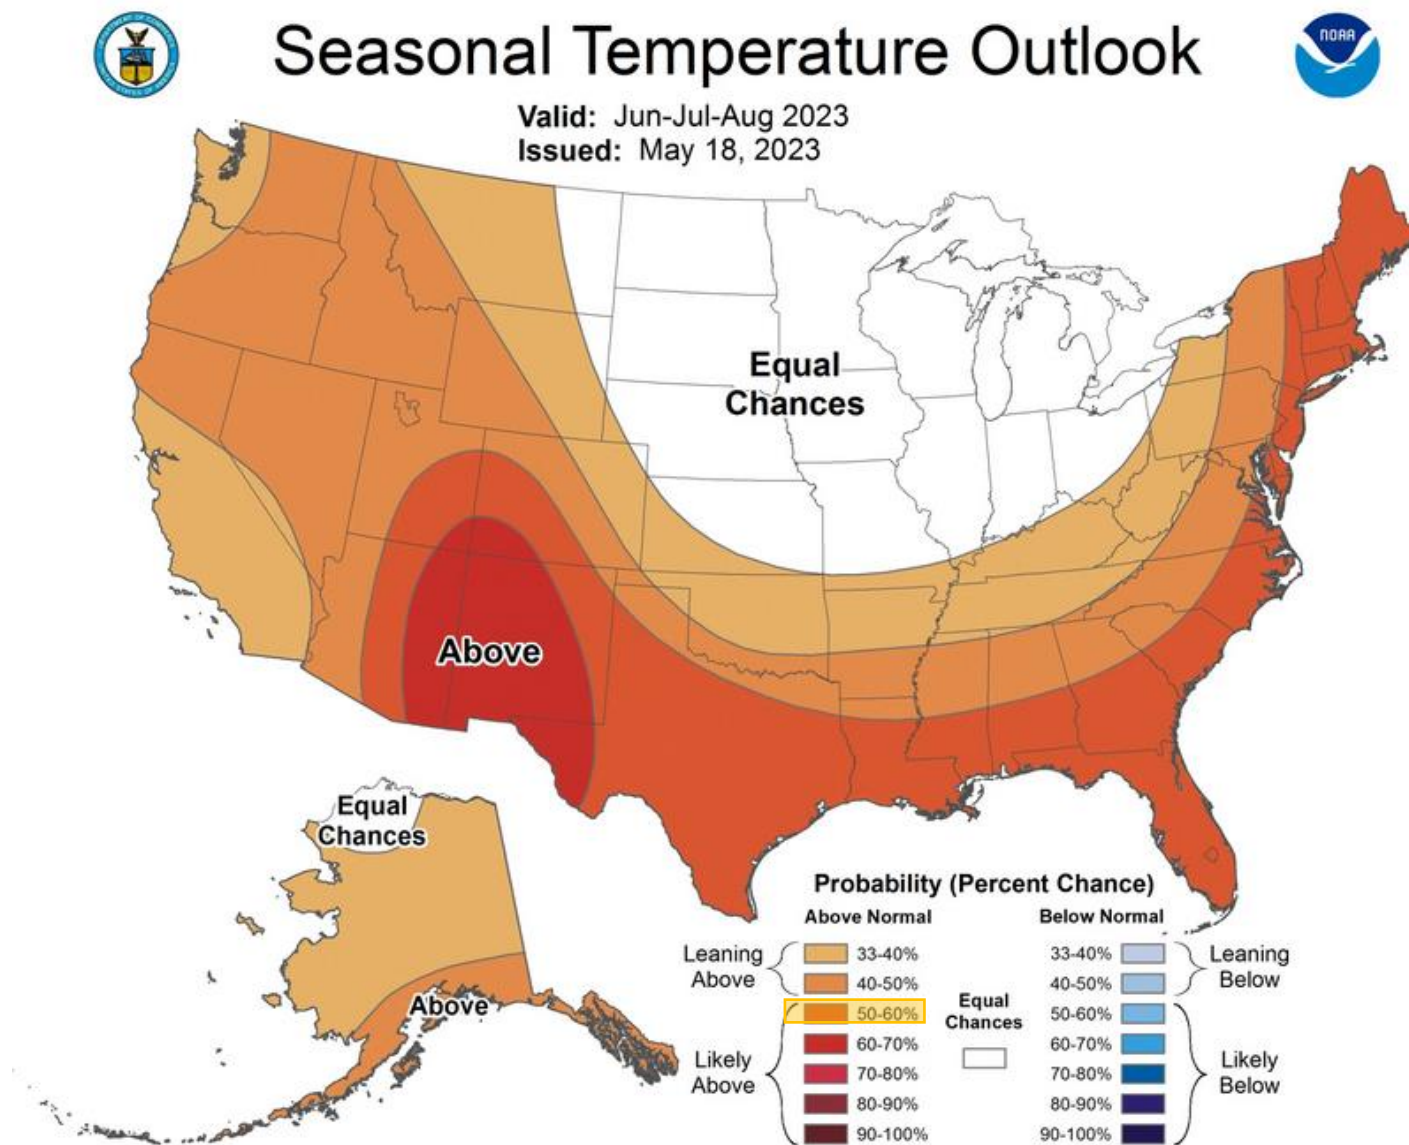 Seasonal Temperature Outlook
NOAA
Valid: Jun-Jul-Aug 2023
Issued: May 18, 2023
Equal
Chances
Above
Equal
Chances
Above
Probability (Percent Chance)
Above Normal
Below Normal
Leaning
Above
33-40%
40-50%
50-60%
60-70%
70-80%
80-90%
90-100%
Likely
Above
Equal
Chances
33-40%
40-50%
50-60%
60-70%
70-80%
80-90%
90-100%
Leaning
Below
Likely
Below